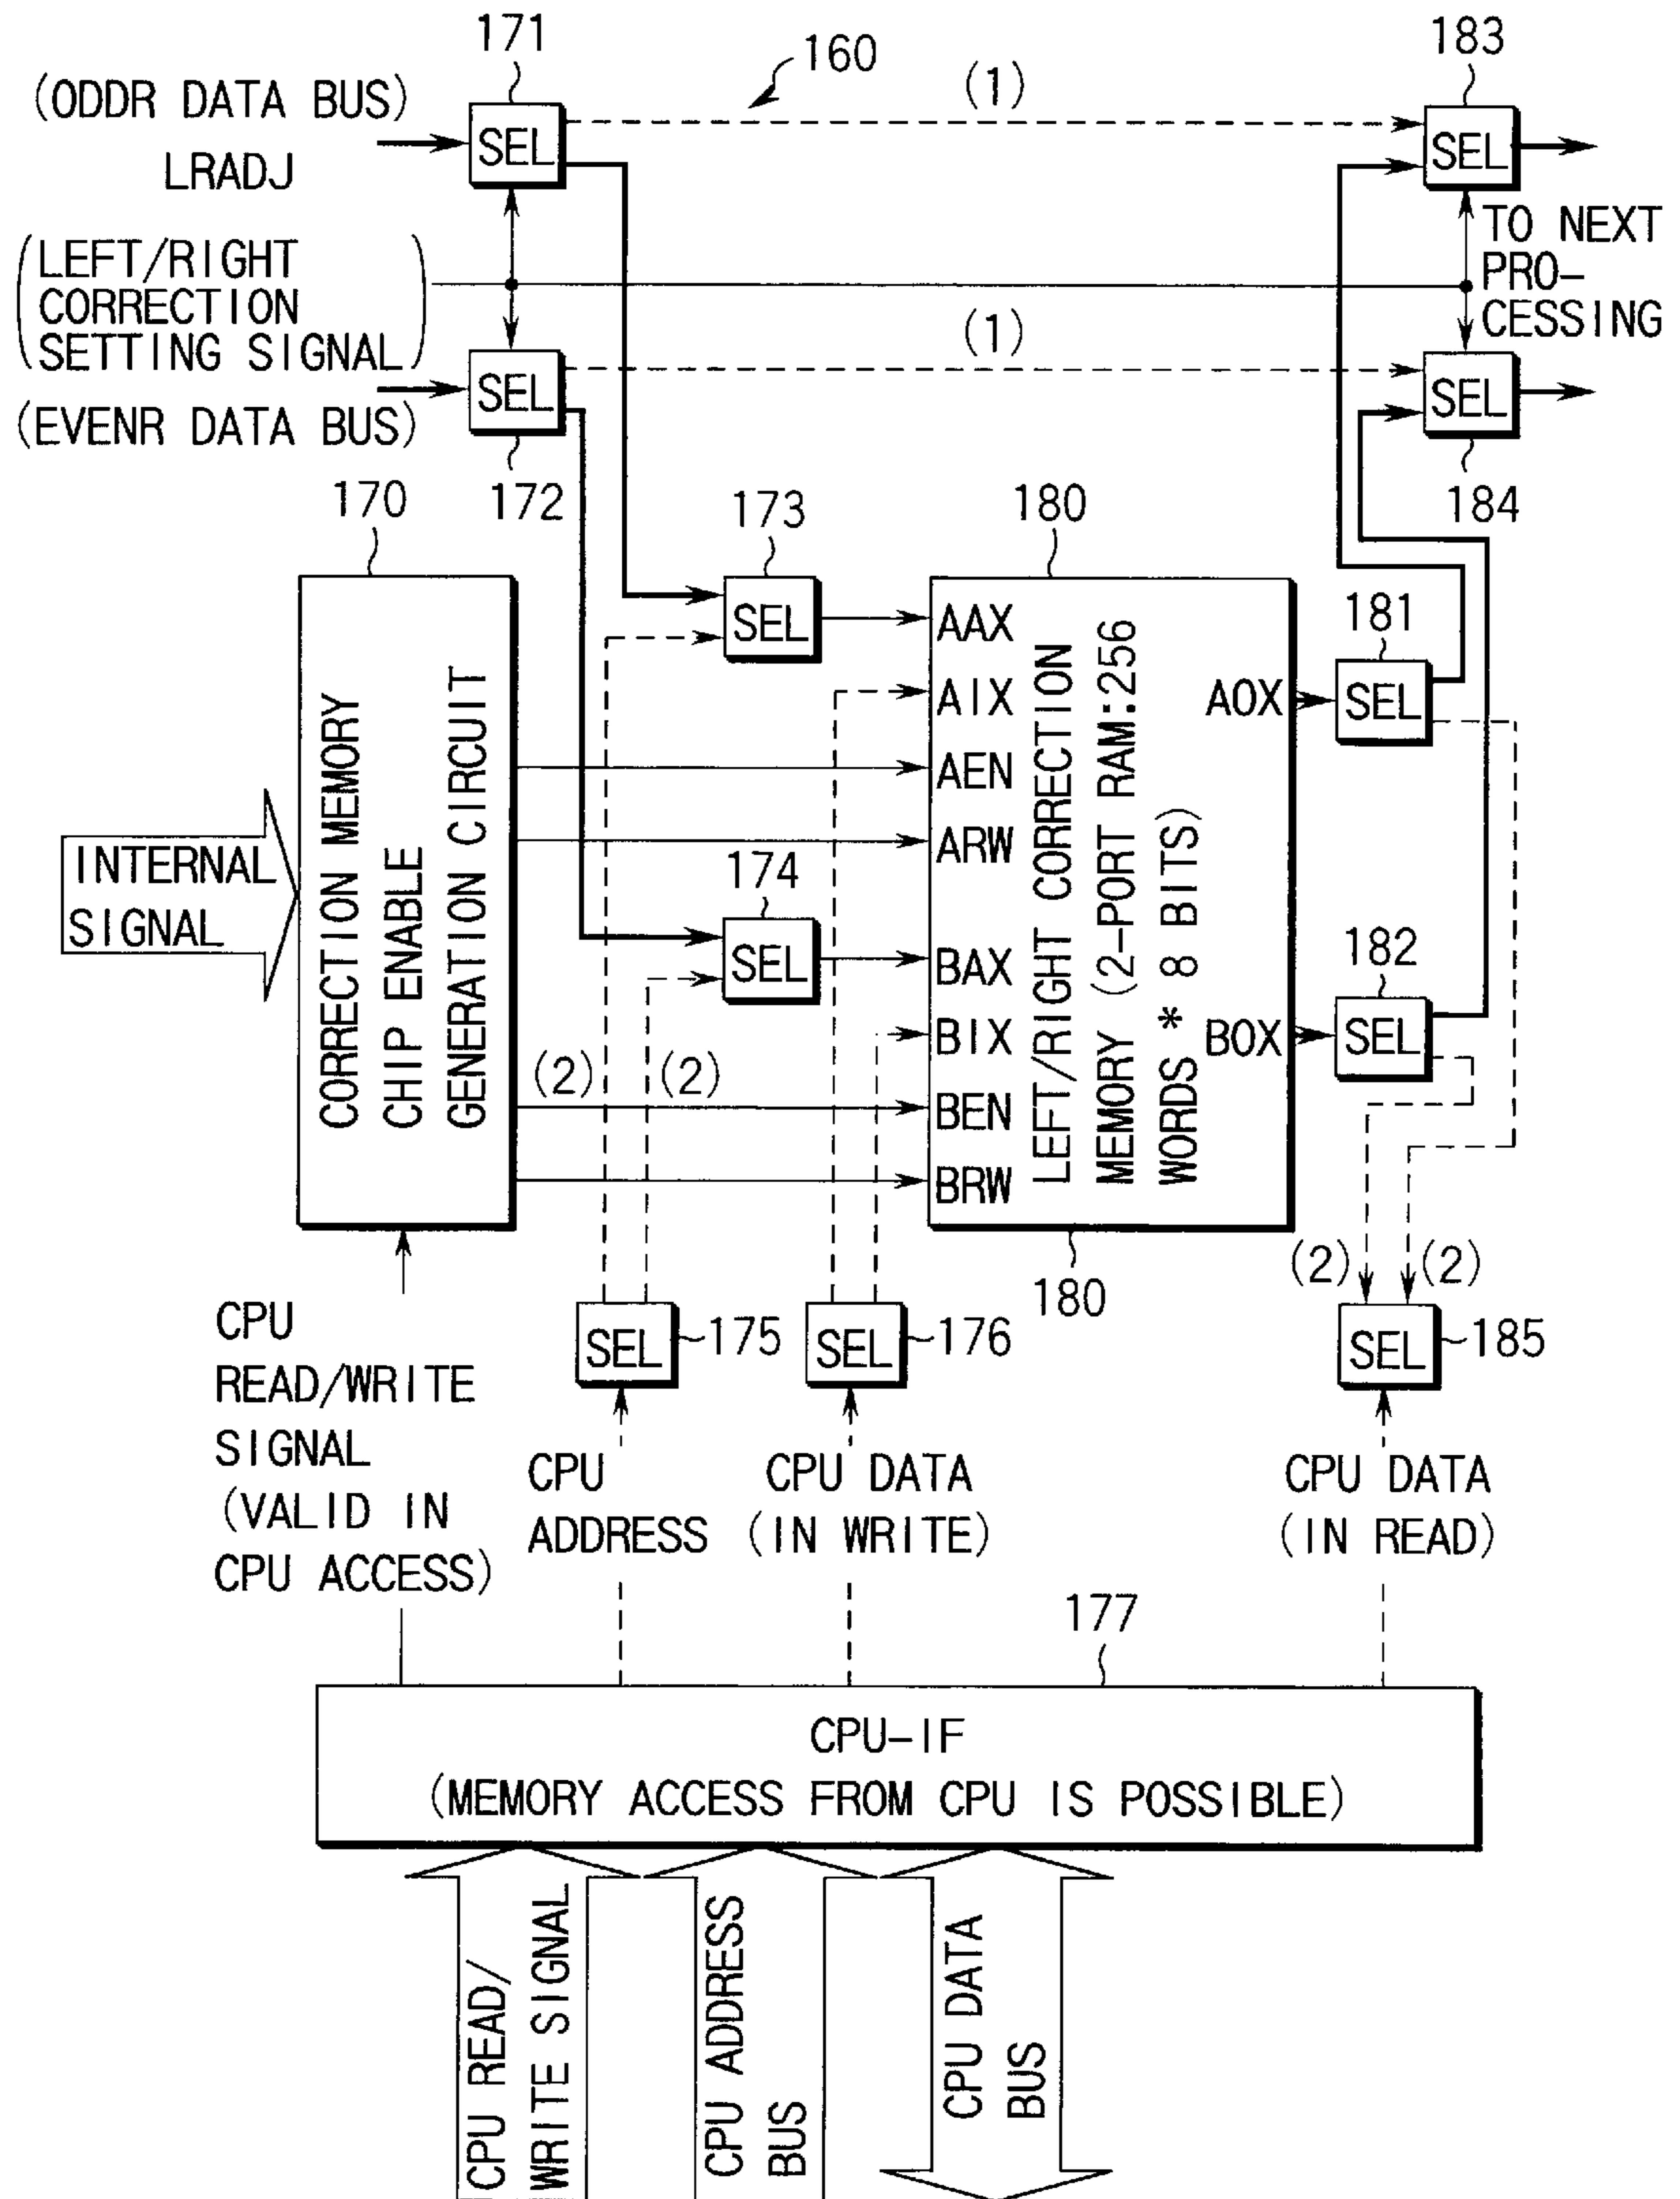 171
160
(1)
183
(ODDR DATA BUS)
SEL
SEL
LRADJ
(LEFT/RIGHT
CORRECTION
SETTING SIGNAL)
TO NEXT
PRO-
CESSING
(1)
SEL
SEL
(EVENR DATA BUS)
170
172
173
180
184
CORRECTION MEMORY
CHIP ENABLE
GENERATION CIRCUIT
SEL
AAX
AIX
AEN
ARW
BAX
BIX
BEN
BRW
LEFT/RIGHT CORRECTION
MEMORY (2-PORT RAM:256
WORDS * 8 BITS)
AOX
BOX
181
SEL
INTERNAL
SIGNAL
174
SEL
182
SEL
(2)
(2)
(2)
(2)
180
CPU
READ/WRITE
SIGNAL
(VALID IN
CPU ACCESS)
SEL
175
SEL
176
SEL
185
CPU
ADDRESS
CPU DATA
(IN WRITE)
CPU DATA
(IN READ)
177
CPU-IF
(MEMORY ACCESS FROM CPU IS POSSIBLE)
CPU READ/
WRITE SIGNAL
CPU ADDRESS
BUS
CPU DATA
BUS